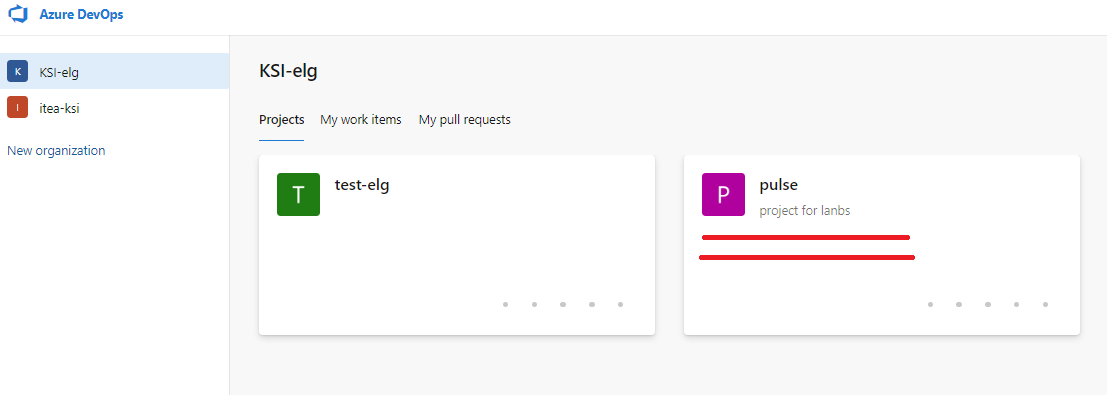 Azure DevOps
K KSI-elg
I itea-ksi
New organization
KSI-elg
Projects My work items My pull requests
T test-elg
P pulse
project for lanbs